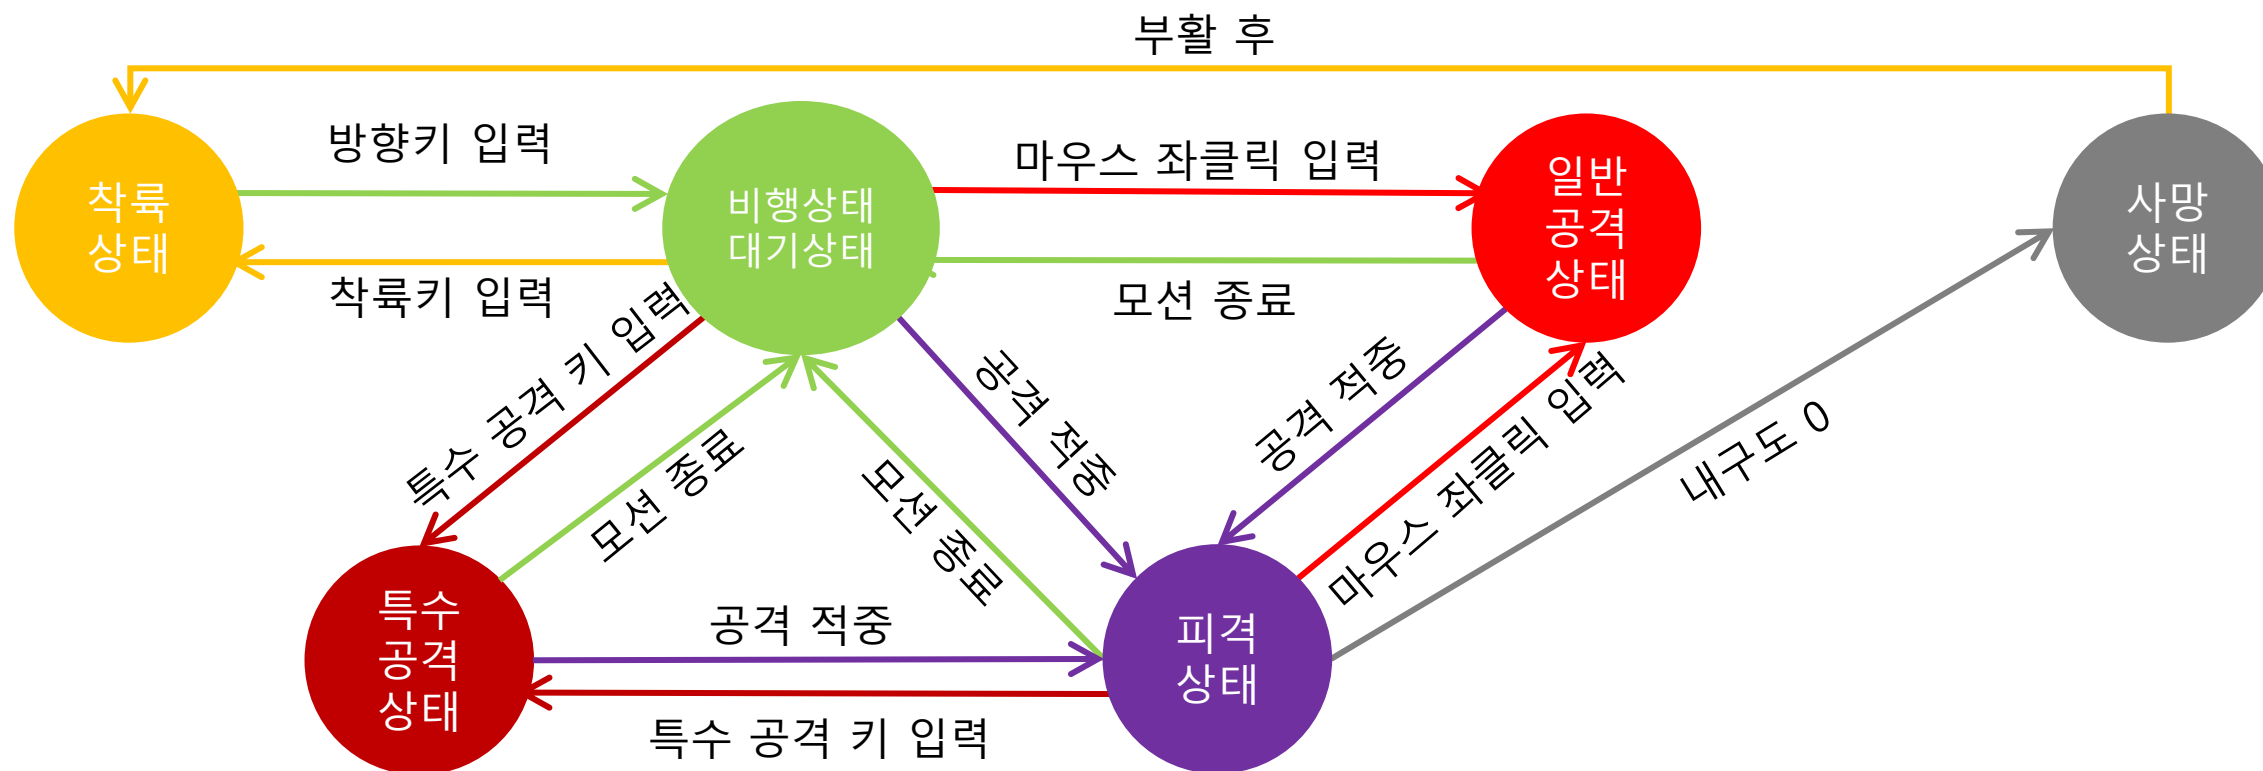 부활 후
방향키 입력
마우스 좌클릭 입력
착륙
상태
비행상태
대기상태
일반
공격
상태
사망
상태
착륙키 입력
모션 종료
특수 공격 키 입력
모션 종료
모션 종료
공격 적중
공격 적중
마우스 좌클릭 입력
내구도 0
특수
공격
상태
공격 적중
피격
상태
특수 공격 키 입력